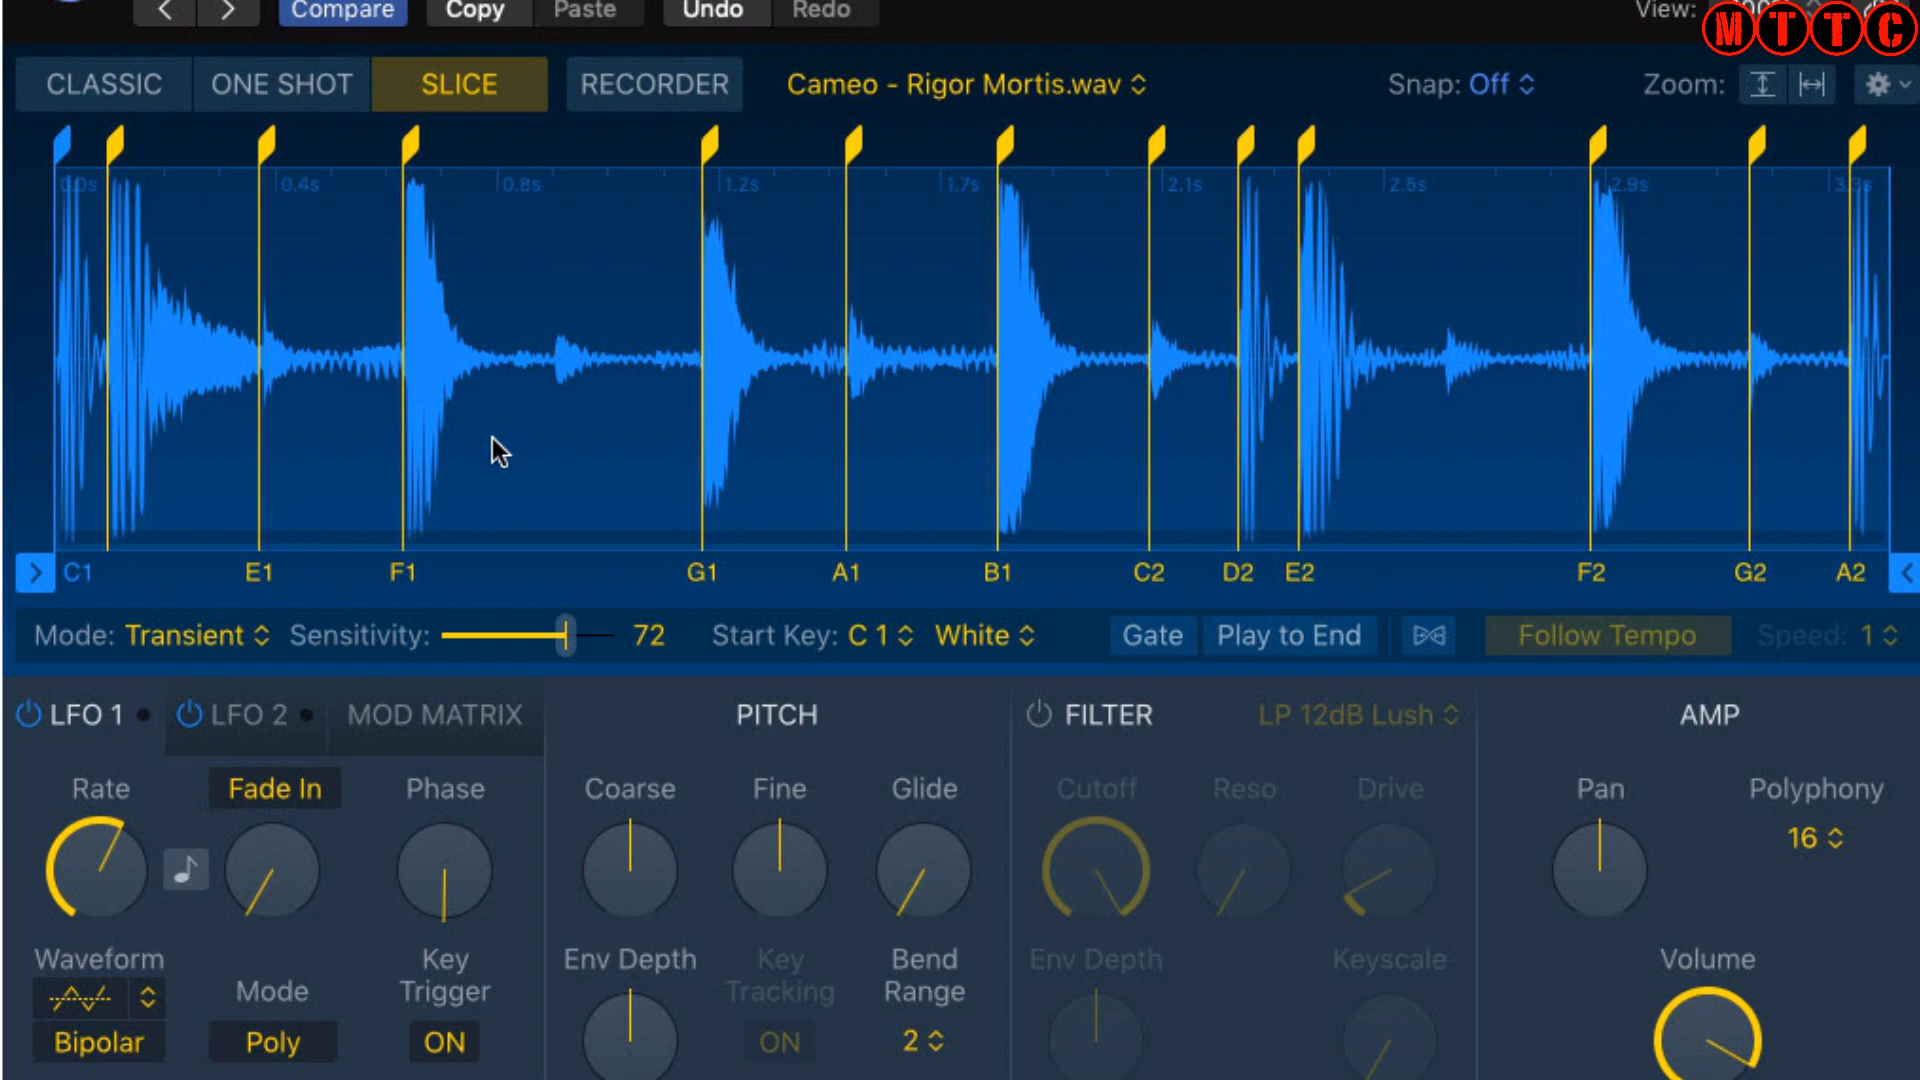 Compare Copy Paste Undo Redo View:
MTTC
CLASSIC ONE SHOT SLICE RECORDER Cameo - Rigor Mortis.wav Snap: Off Zoom:
0.0s 0.4s 0.8s 1.2s 1.7s 2.1s 2.5s 2.9s 3.3s
C1 E1 F1 G1 A1 B1 C2 D2 E2 F2 G2 A2
Mode: Transient Sensitivity: 72 Start Key: C 1 White Gate Play to End Follow Tempo Speed: 1
LFO 1 LFO 2 MOD MATRIX PITCH FILTER LP 12dB Lush AMP
Rate Fade In Phase Coarse Fine Glide Cutoff Reso Drive Pan Polyphony
16
Waveform Mode Key Trigger Env Depth Key Tracking Bend Range Env Depth Keyscale Volume
Bipolar Poly ON ON 2